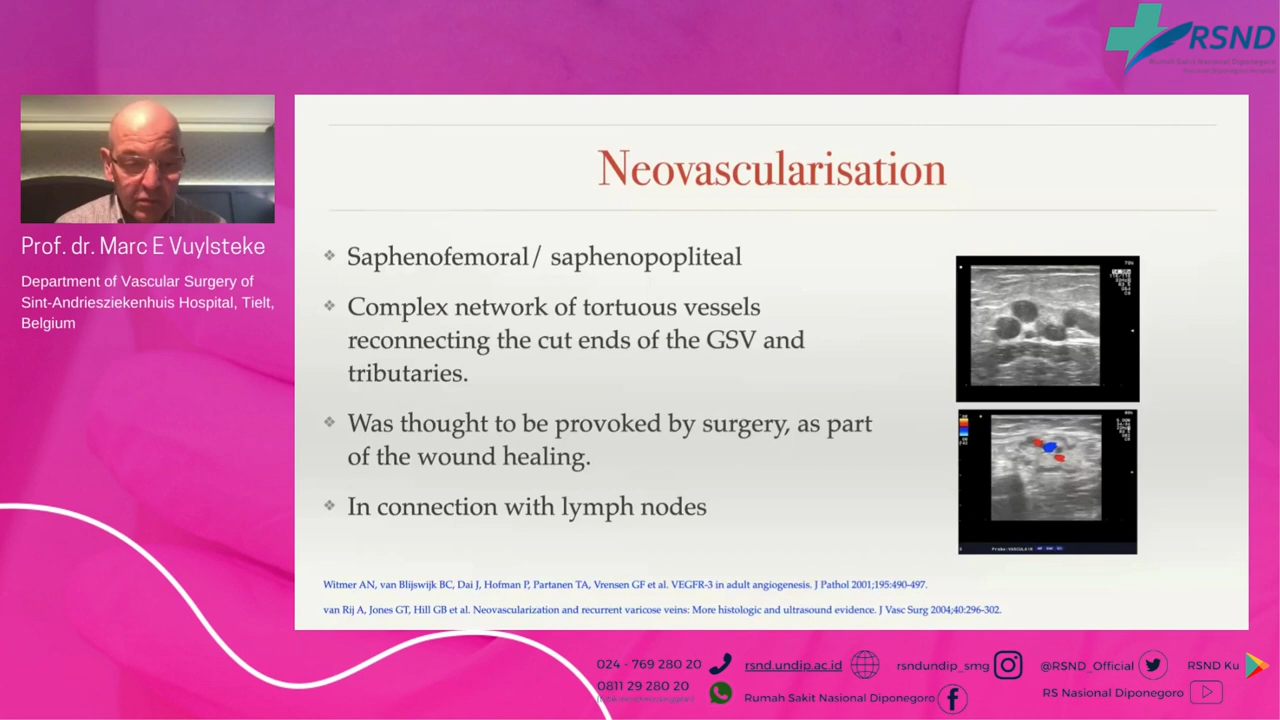 RSND
Rumah Sakit Nasional Diponegoro
Prof. dr. Marc E Vuylsteke
Department of Vascular Surgery of
Sint-Andriesziekenhuis Hospital, Tielt,
Belgium
Neovascularisation
Saphenofemoral/ saphenopopliteal
Complex network of tortuous vessels
reconnecting the cut ends of the GSV and
tributaries.
Was thought to be provoked by surgery, as part
of the wound healing.
In connection with lymph nodes
Witmer AN, van Blijswijk BC, Dai J, Hofman P, Partanen TA, Vrensen GF et al. VEGFR-3 in adult angiogenesis. J Pathol 2001;195:490-497.
van Rij A, Jones GT, Hill GB et al. Neovascularization and recurrent varicose veins: More histologic and ultrasound evidence. J Vasc Surg 2004;40:296-302.
024 - 769 280 20
rsnd.undip.ac.id
rsndundip_smg
@RSND_Official
RSND Ku
0811 29 280 20
Rumah Sakit Nasional Diponegoro
RS Nasional Diponegoro